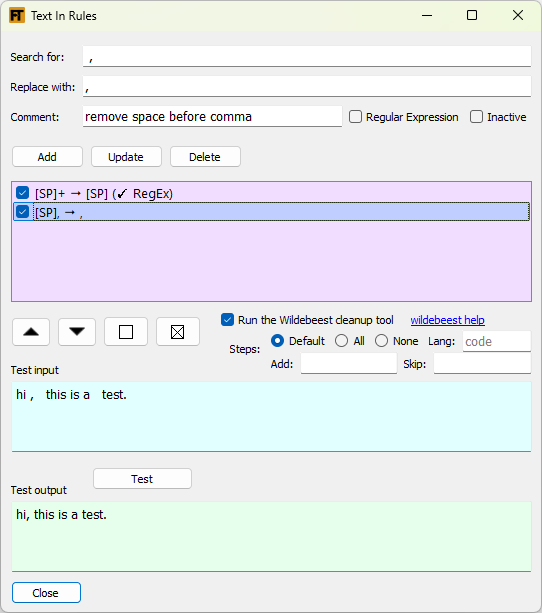 FT Text In Rules
Search for: ,
Replace with: ,
Comment: remove space before comma Regular Expression Inactive
Add Update Delete
[SP]+ → [SP] (✓ RegEx)
[SP], → ,
Run the Wildebeest cleanup tool wildebeest help
Steps: Default All None Lang: code
Add: Skip:
Test input
hi ,   this is a   test.
Test
Test output
hi, this is a test.
Close